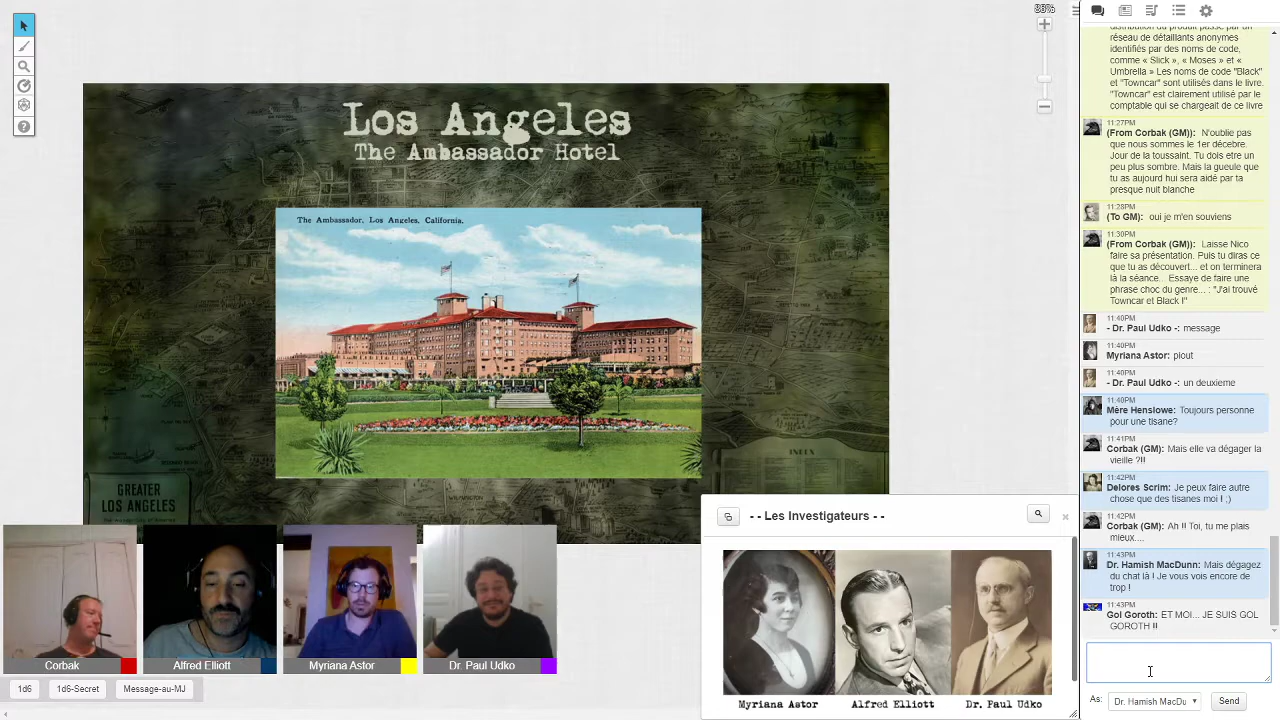 88%
Los Angeles
The Ambassador Hotel
The Ambassador, Los Angeles, California.
GREATER
LOS ANGELES
INDEX
WILMINGTON
- - Les Investigateurs - -
Myriana Astor
Alfred Elliott
Dr. Paul Udko
Corbak
Alfred Elliott
Myriana Astor
Dr. Paul Udko
1d6
1d6-Secret
Message-au-MJ
distribution du produit passe par un
réseau de détaillants anonymes
identifiés par des noms de code,
comme « Slick », « Moses » et «
Umbrella » Les noms de code "Black"
et "Towncar" sont utilisés dans le livre.
"Towncar" est clairement utilisé par le
comptable qui se chargeait de ce livre
11:27PM
(From Corbak (GM)): N'oublie pas
que nous sommes le 1er décebre.
Jour de la toussaint. Tu dois etre un
peu plus sombre. Mais la gueule que
tu as aujourd hui sera aidé par ta
presque nuit blanche
11:28PM
(To GM): oui je m'en souviens
11:30PM
(From Corbak (GM)): Laisse Nico
faire sa présentation. Puis tu diras ce
que tu as découvert... et on terminera
là la séance... Essaye de faire une
phrase choc du genre... : "J'ai trouvé
Towncar et Black !"
11:40PM
- Dr. Paul Udko -: message
11:40PM
Myriana Astor: piout
11:40PM
- Dr. Paul Udko -: un deuxieme
11:40PM
Mère Henslowe: Toujours personne
pour une tisane?
11:41PM
Corbak (GM): Mais elle va dégager la
vieille ?!!
11:42PM
Delores Scrim: Je peux faire autre
chose que des tisanes moi ! ;)
11:42PM
Corbak (GM): Ah !! Toi, tu me plais
mieux....
11:43PM
Dr. Hamish MacDunn: Mais dégagez
du chat là ! Je vous vois encore de
trop !
11:43PM
Gol Goroth: ET MOI... JE SUIS GOL
GOROTH !!
As:
Dr. Hamish MacDu
Send